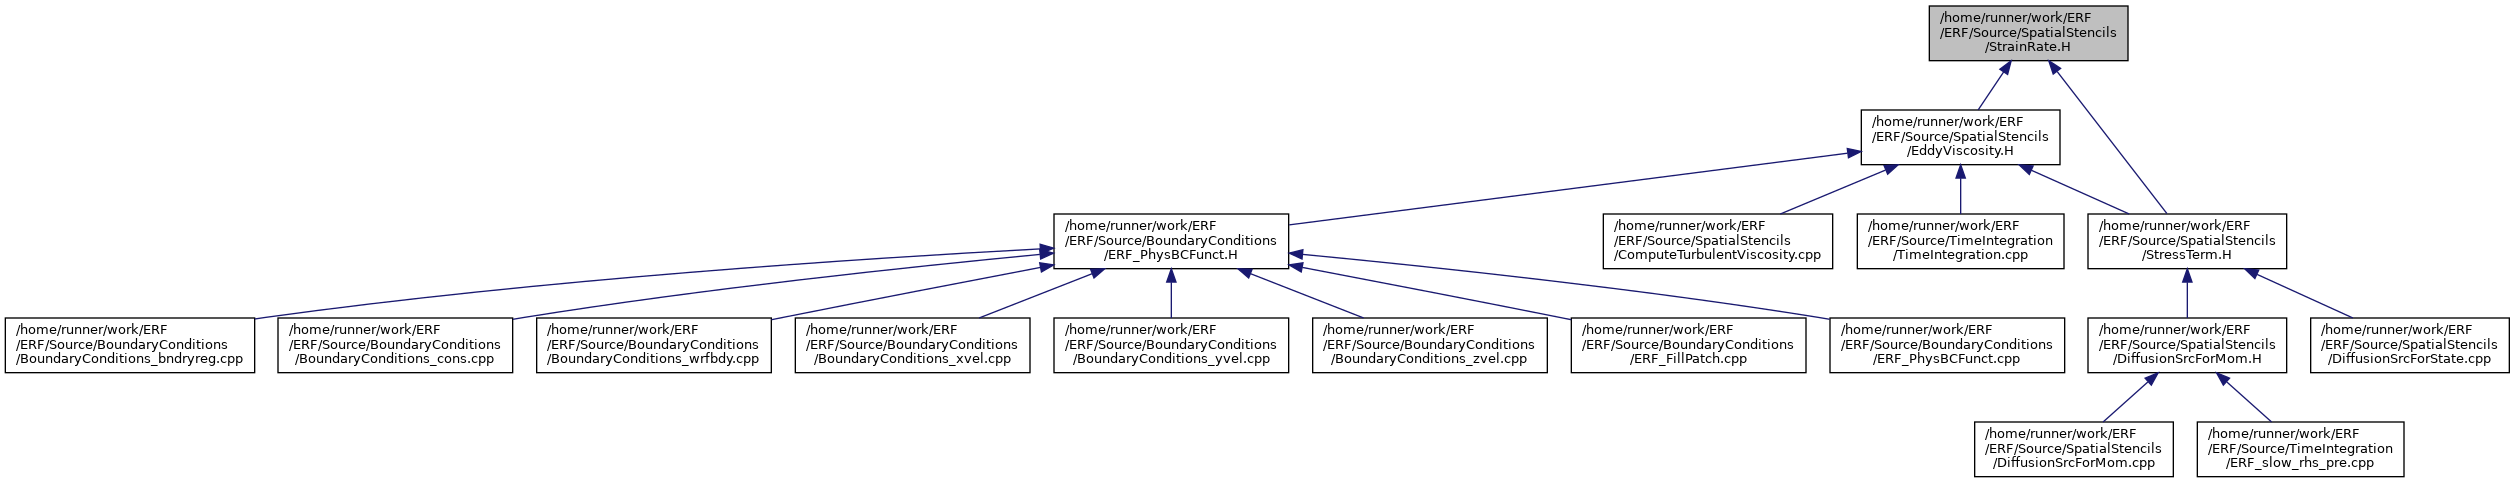 /home/runner/work/ERF
/ERF/Source/SpatialStencils
/StrainRate.H
/home/runner/work/ERF
/ERF/Source/SpatialStencils
/EddyViscosity.H
/home/runner/work/ERF
/ERF/Source/BoundaryConditions
/ERF_PhysBCFunct.H
/home/runner/work/ERF
/ERF/Source/SpatialStencils
/ComputeTurbulentViscosity.cpp
/home/runner/work/ERF
/ERF/Source/TimeIntegration
/TimeIntegration.cpp
/home/runner/work/ERF
/ERF/Source/SpatialStencils
/StressTerm.H
/home/runner/work/ERF
/ERF/Source/BoundaryConditions
/BoundaryConditions_bndryreg.cpp
/home/runner/work/ERF
/ERF/Source/BoundaryConditions
/BoundaryConditions_cons.cpp
/home/runner/work/ERF
/ERF/Source/BoundaryConditions
/BoundaryConditions_wrfbdy.cpp
/home/runner/work/ERF
/ERF/Source/BoundaryConditions
/BoundaryConditions_xvel.cpp
/home/runner/work/ERF
/ERF/Source/BoundaryConditions
/BoundaryConditions_yvel.cpp
/home/runner/work/ERF
/ERF/Source/BoundaryConditions
/BoundaryConditions_zvel.cpp
/home/runner/work/ERF
/ERF/Source/BoundaryConditions
/ERF_FillPatch.cpp
/home/runner/work/ERF
/ERF/Source/BoundaryConditions
/ERF_PhysBCFunct.cpp
/home/runner/work/ERF
/ERF/Source/SpatialStencils
/DiffusionSrcForMom.H
/home/runner/work/ERF
/ERF/Source/SpatialStencils
/DiffusionSrcForState.cpp
/home/runner/work/ERF
/ERF/Source/SpatialStencils
/DiffusionSrcForMom.cpp
/home/runner/work/ERF
/ERF/Source/TimeIntegration
/ERF_slow_rhs_pre.cpp